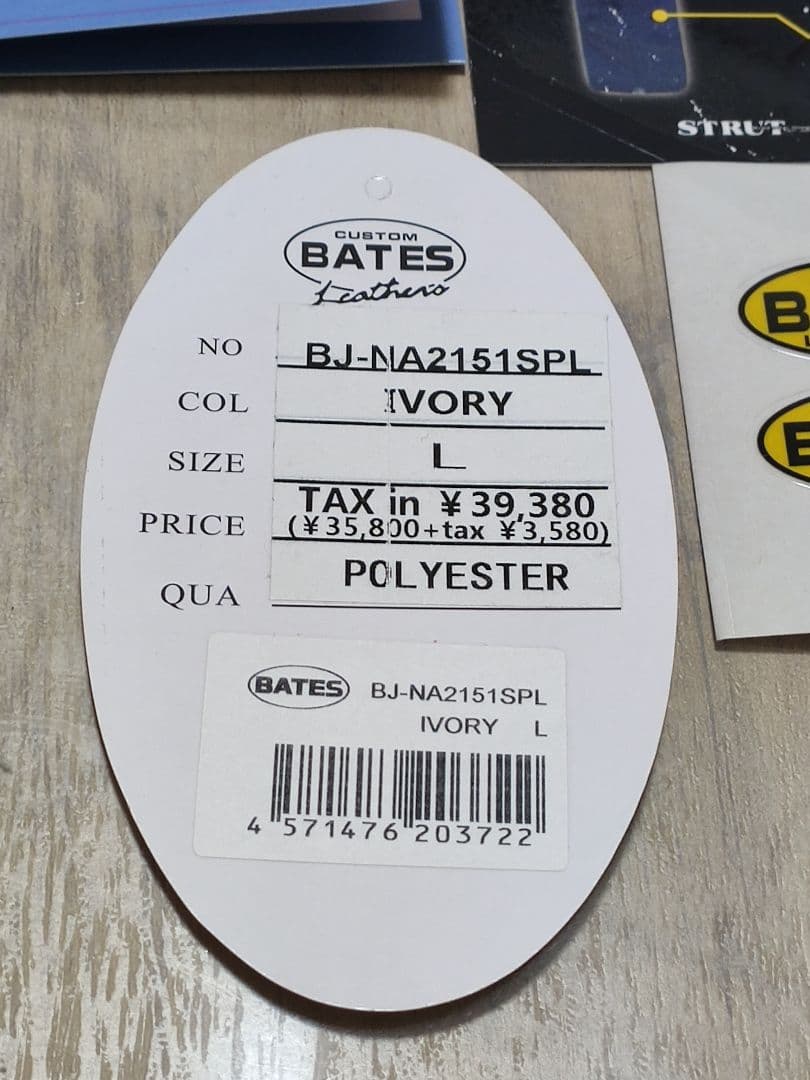 STRUT
CUSTOM
BATES
Leathers
NO BJ-NA2151SPL
COL IVORY
SIZE L
PRICE TAX in ¥39,380
(¥35,800+tax ¥3,580)
QUA POLYESTER
BATES BJ-NA2151SPL
IVORY L
4 571476 203722